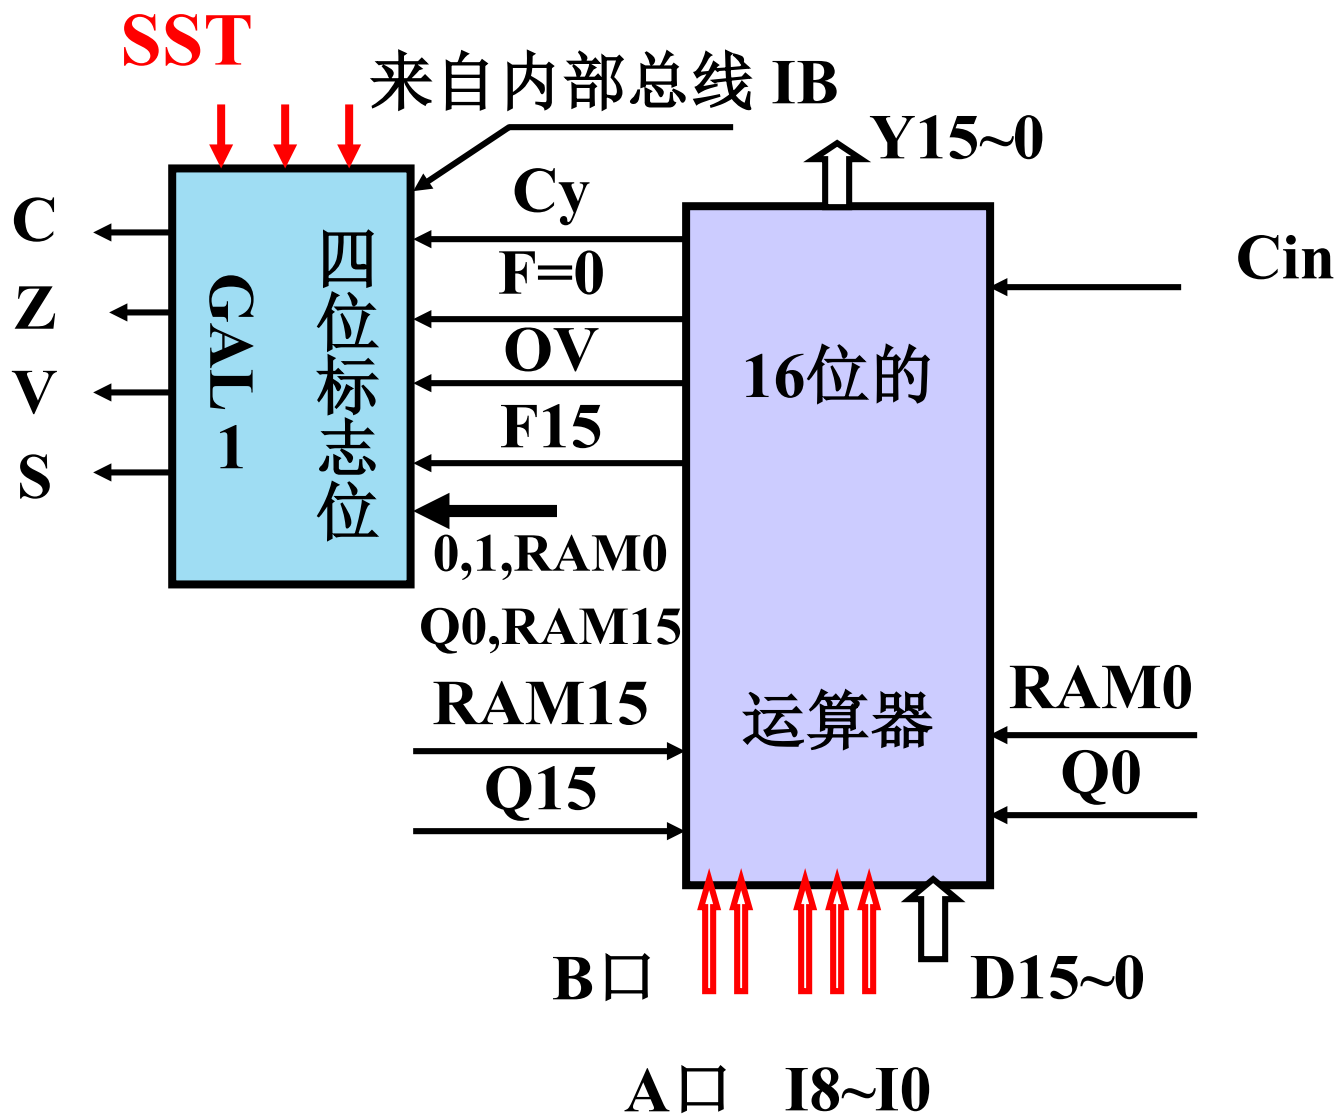 SST
来自内部总线 IB
Y15~0
C
Z
V
S
GAL1
四位标志位
Cy
F=0
OV
F15
0,1,RAM0
Q0,RAM15
RAM15
Q15
16位的
运算器
Cin
RAM0
Q0
B口
D15~0
A口
I8~I0